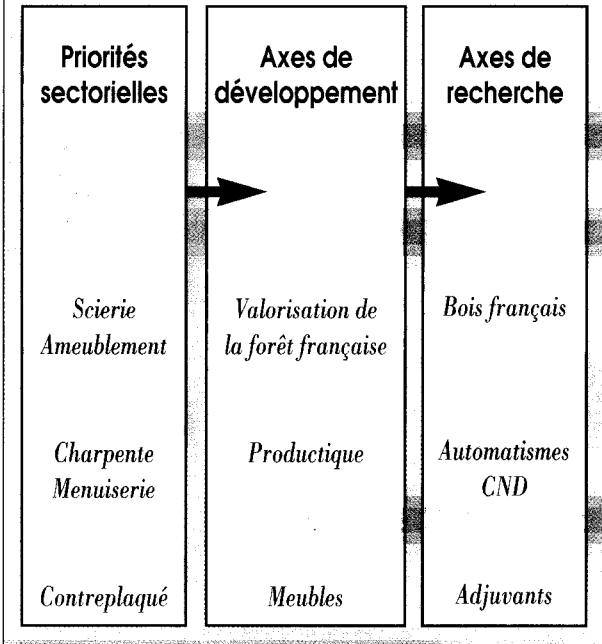 Priorités
sectorielles
Scierie
Ameublement
Charpente
Menuiserie
Contreplaqué
Axes de
développement
Valorisation de
la forêt française
Productique
Meubles
Axes de
recherche
Bois français
Automatismes
CND
Adjuvants